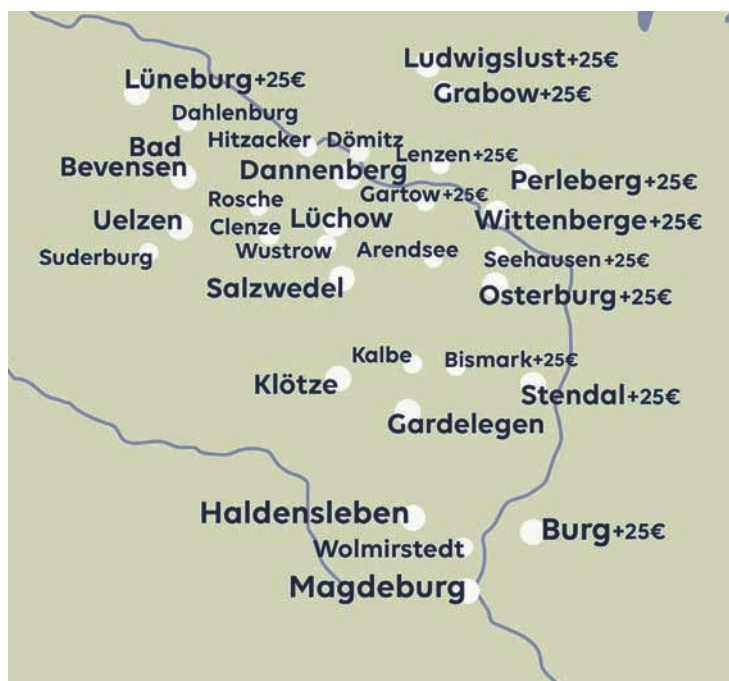 Ludwigslust+25€
Lüneburg+25€
Grabow+25€
Dahlenburg
Hitzacker
Dömitz
Bad
Bevensen
Lenzen+25€
Dannenberg
Perleberg+25€
Gartow+25€
Rosche
Lüchow
Wittenberge+25€
Uelzen
Clenze
Wustrow
Arendsee
Suderburg
Seehausen+25€
Salzwedel
Osterburg+25€
Kalbe
Bismark+25€
Klötze
Stendal+25€
Gardelegen
Haldensleben
Burg+25€
Wolmirstedt
Magdeburg